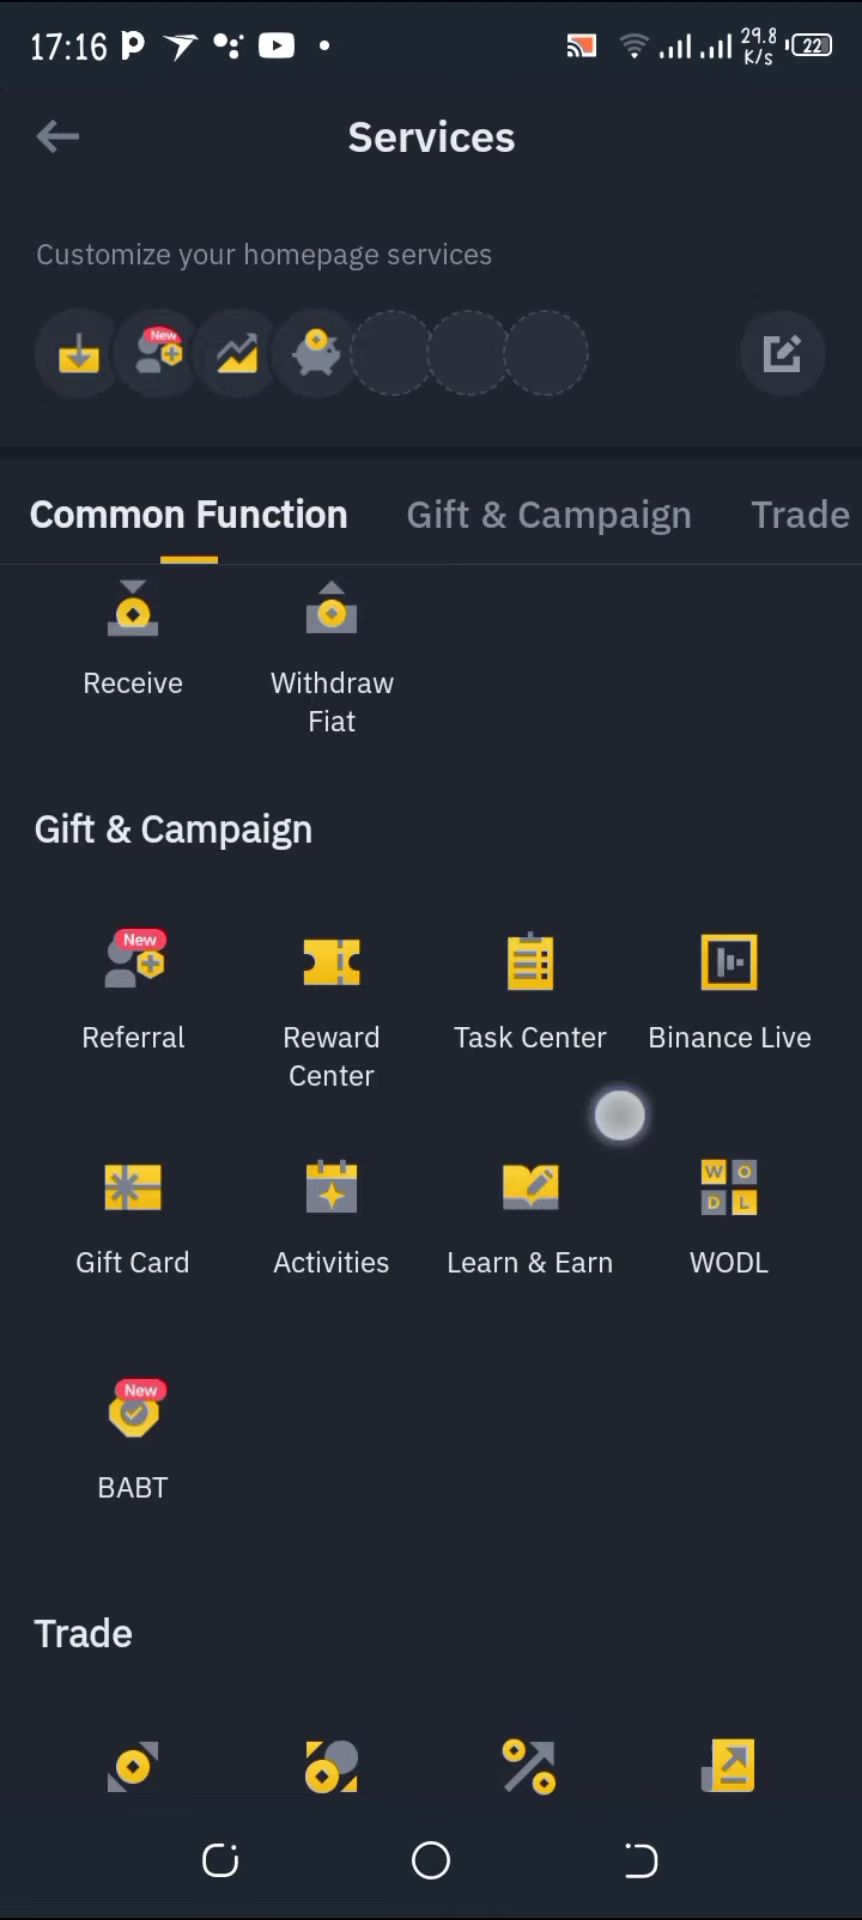 17:16
29.8
K/s
22
Services
Customize your homepage services
New
Common Function
Gift & Campaign
Trade
Receive
Withdraw
Fiat
Gift & Campaign
New
Referral
Reward
Center
Task Center
Binance Live
W O
D L
Gift Card
Activities
Learn & Earn
WODL
New
BABT
Trade